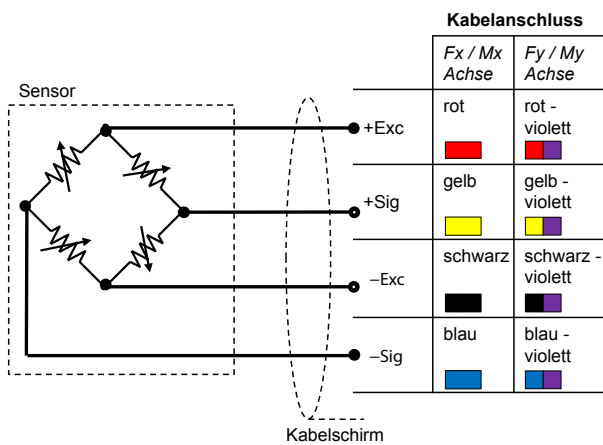 Kabelanschluss
Fx / Mx Achse
Fy / My Achse
Sensor
+Exc
rot
rot - violett
+Sig
gelb
gelb - violett
–Exc
schwarz
schwarz - violett
–Sig
blau
blau - violett
Kabelschirm